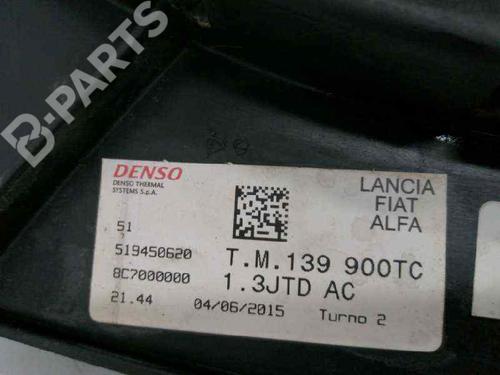 B-PARTS
DENSO
DENSO THERMAL
SYSTEMS S.p.A.
LANCIA
FIAT
ALFA
51
519450620
8C7000000
21.44
T.M.139 900TC
1.3JTD AC
04/06/2015
Turno 2
B-PARTS